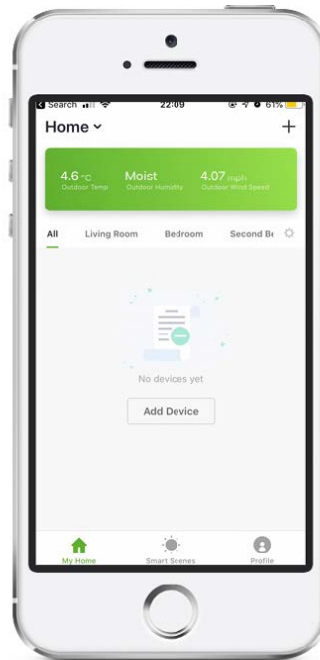 Search 22:09 61%
Home
4.6 °C Moist 4.07 mph
Outdoor Temp Outdoor Humidity Outdoor Wind Speed
All Living Room Bedroom Second Be
No devices yet
Add Device
My Home Smart Scenes Profile